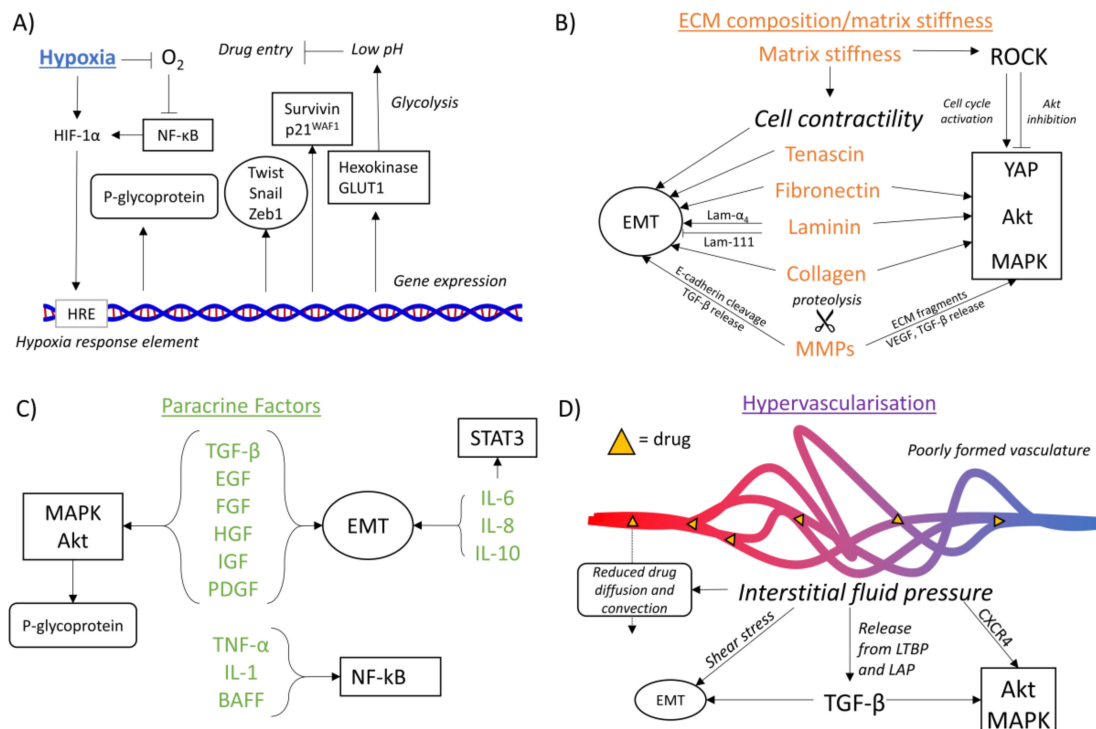 A)
Hypoxia
O₂
Drug entry
Low pH
Glycolysis
HIF-1α
NF-κB
Survivin
p21ᵂᴬᶠ¹
P-glycoprotein
Twist
Snail
Zeb1
Hexokinase
GLUT1
Gene expression
HRE
Hypoxia response element
B)
ECM composition/matrix stiffness
Matrix stiffness
ROCK
Cell cycle
activation
Akt
inhibition
Cell contractility
Tenascin
Fibronectin
Laminin
Collagen
EMT
Lam-α₄
Lam-111
YAP
Akt
MAPK
proteolysis
MMPs
E-cadherin cleavage
TGF-β release
ECM fragments
VEGF, TGF-β release
C)
Paracrine Factors
TGF-β
EGF
FGF
HGF
IGF
PDGF
MAPK
Akt
P-glycoprotein
EMT
STAT3
IL-6
IL-8
IL-10
TNF-α
IL-1
BAFF
NF-kB
D)
Hypervascularisation
= drug
Poorly formed vasculature
Reduced drug
diffusion and
convection
Interstitial fluid pressure
Shear stress
Release
from LTBP
and LAP
CXCR4
EMT
TGF-β
Akt
MAPK